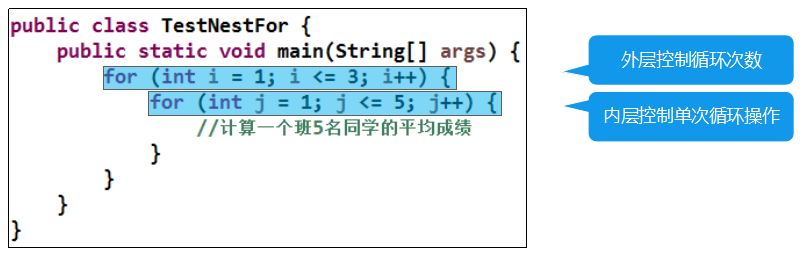 public class TestNestFor {
public static void main(String[] args) {
for (int i = 1; i <= 3; i++) {
for (int j = 1; j <= 5; j++) {
//计算一个班5名同学的平均成绩
}
}
}
}
外层控制循环次数
内层控制单次循环操作